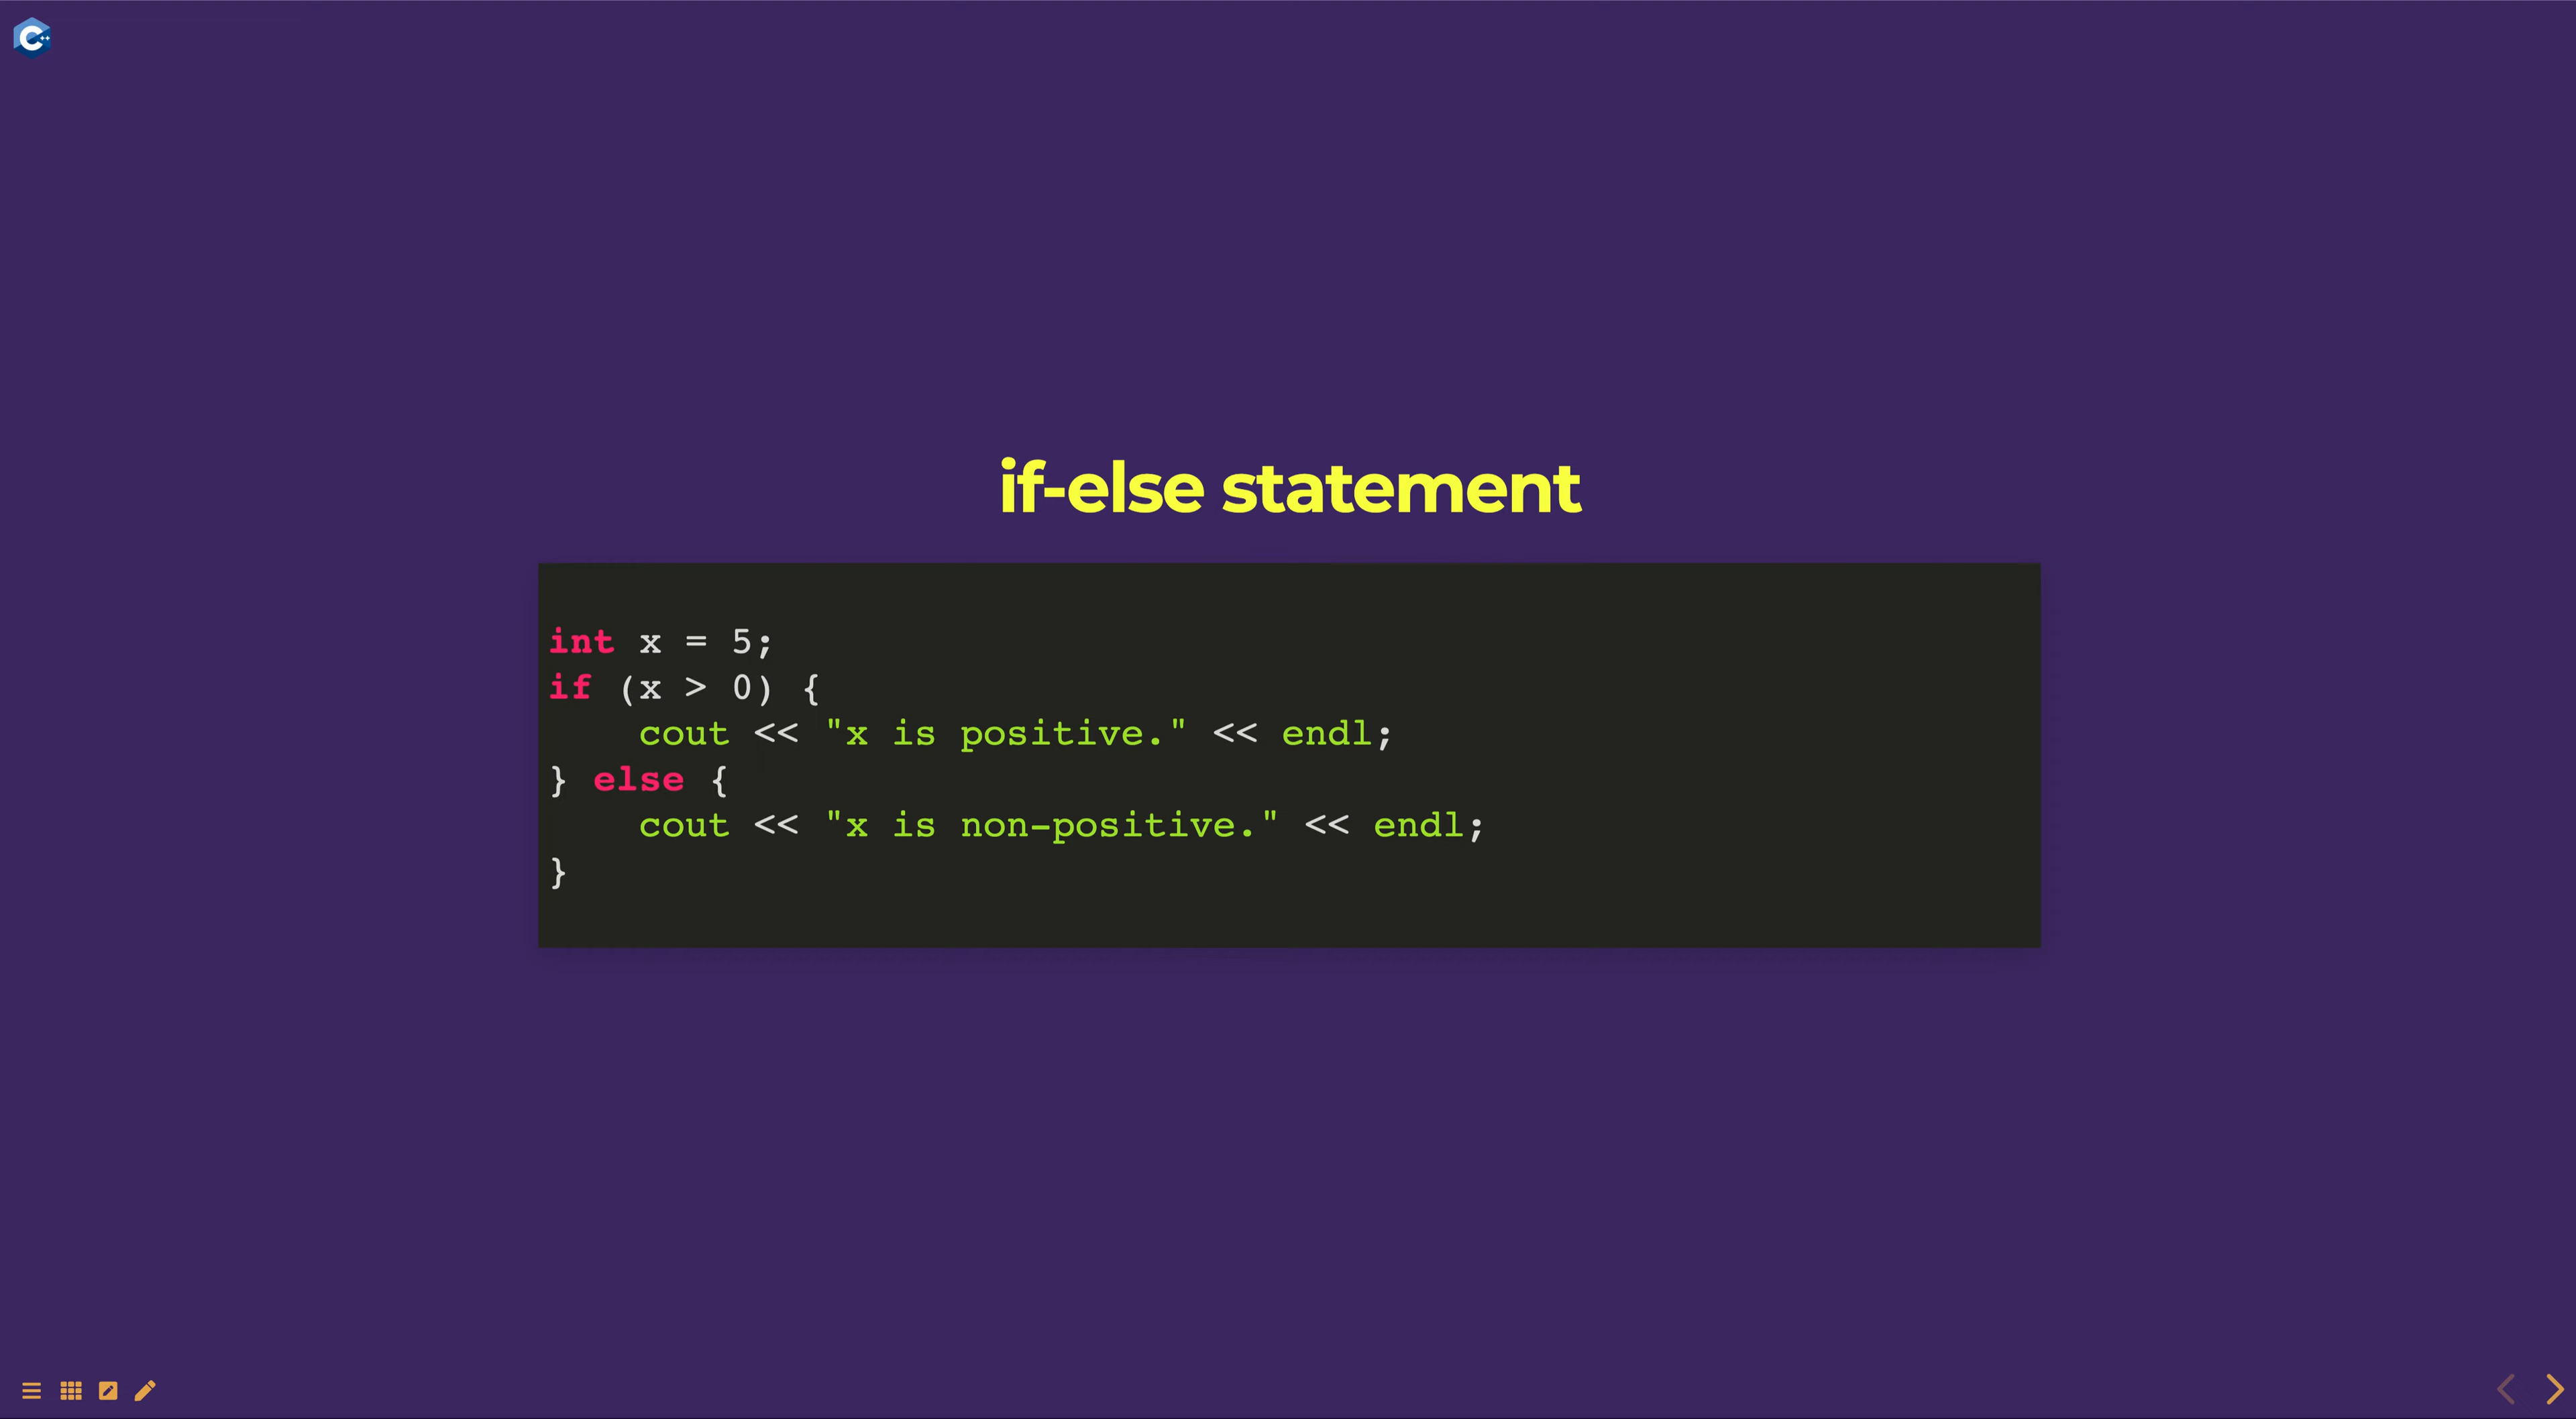 C++
if-else statement
int x = 5;
if (x > 0) {
    cout << "x is positive." << endl;
} else {
    cout << "x is non-positive." << endl;
}